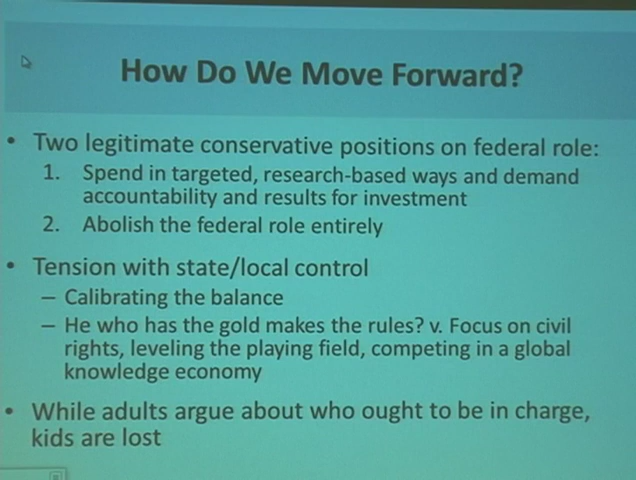 How Do We Move Forward?
• Two legitimate conservative positions on federal role:
1. Spend in targeted, research-based ways and demand
accountability and results for investment
2. Abolish the federal role entirely
• Tension with state/local control
– Calibrating the balance
– He who has the gold makes the rules? v. Focus on civil
rights, leveling the playing field, competing in a global
knowledge economy
• While adults argue about who ought to be in charge,
kids are lost